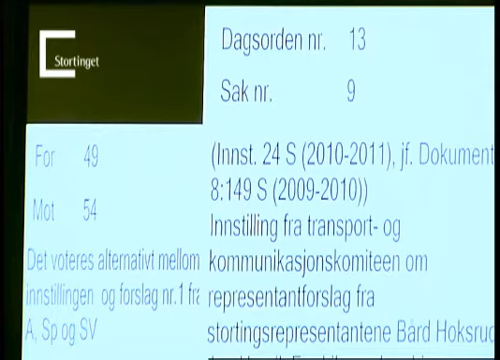 Stortinget
Dagsorden nr. 13
Sak nr. 9
For 49
Mot 54
Det voteres alternativt mellom
innstillingen og forslag nr.1 fra
A, Sp og SV
(Innst. 24 S (2010-2011), jf. Dokument
8:149 S (2009-2010))
Innstilling fra transport- og
kommunikasjonskomiteen om
representantforslag fra
stortingsrepresentantene Bård